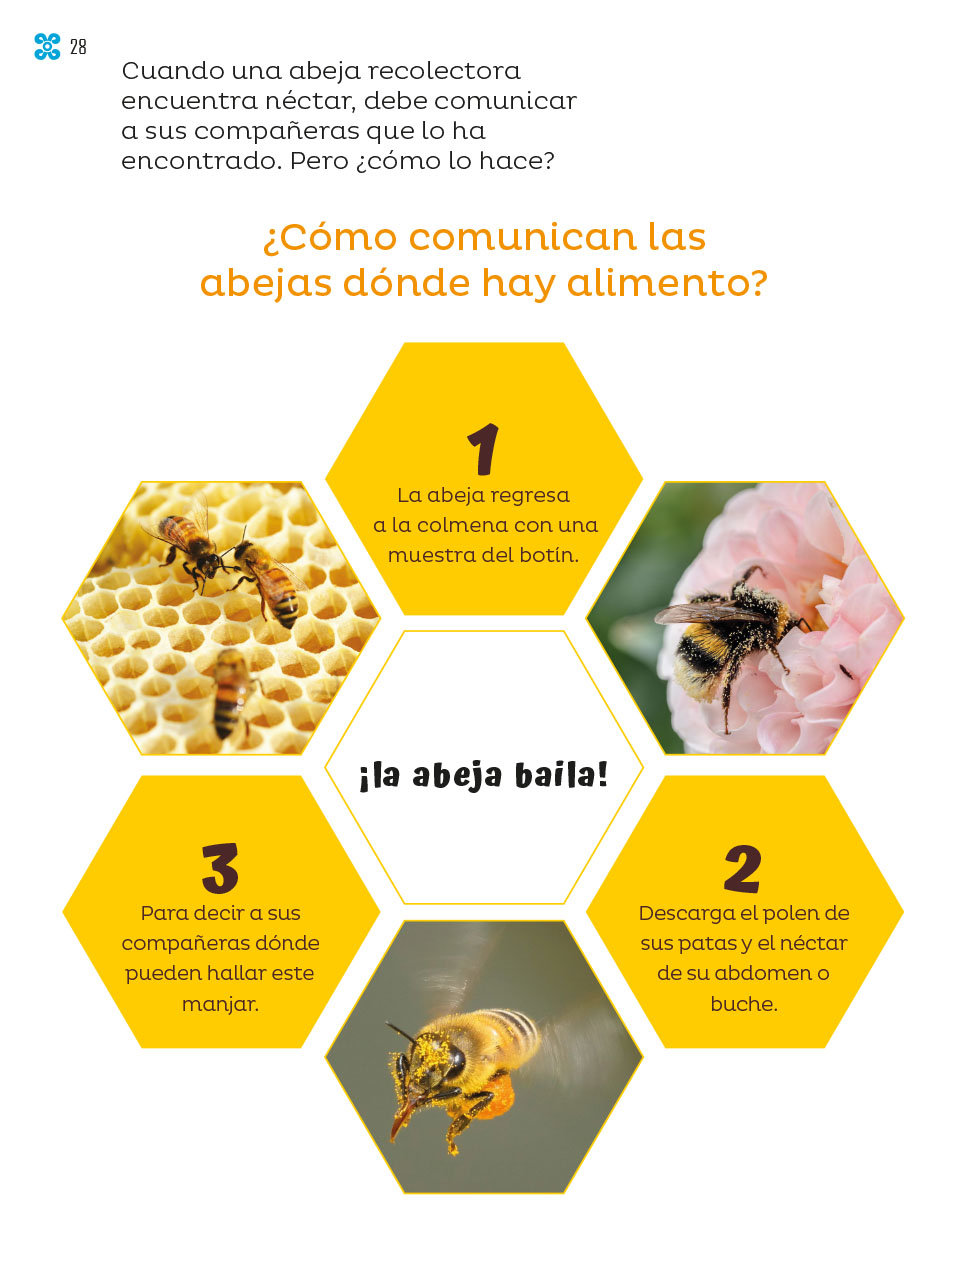 28
Cuando una abeja recolectora
encuentra néctar, debe comunicar
a sus compañeras que lo ha
encontrado. Pero ¿cómo lo hace?
¿Cómo comunican las
abejas dónde hay alimento?
1
La abeja regresa
a la colmena con una
muestra del botín.
¡la abeja baila!
3
Para decir a sus
compañeras dónde
pueden hallar este
manjar.
2
Descarga el polen de
sus patas y el néctar
de su abdomen o
buche.